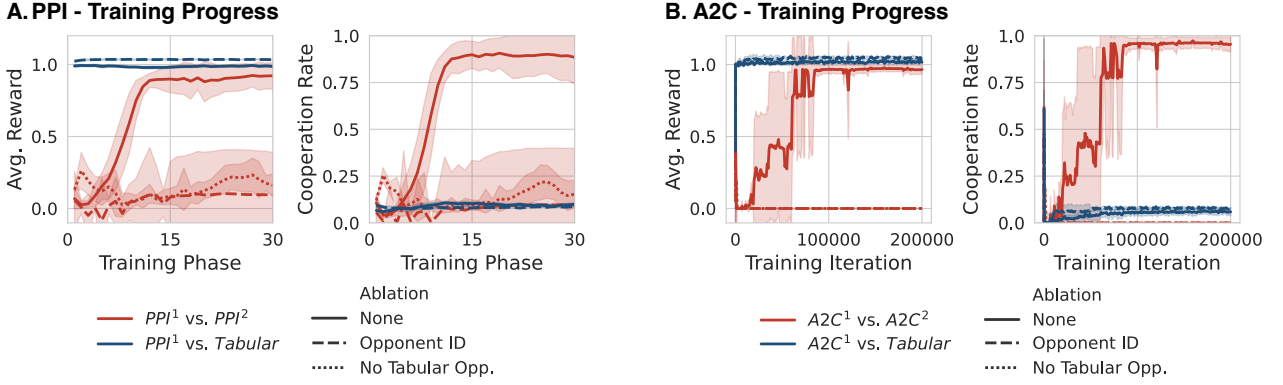 A. PPI - Training Progress
B. A2C - Training Progress
Avg. Reward
1.0
0.5
0.0
1
15
30
Training Phase
Cooperation Rate
1.0
0.75
0.5
0.25
0.0
1
15
30
Training Phase
Avg. Reward
1.0
0.5
0.0
0
100000
200000
Training Iteration
Cooperation Rate
1.0
0.75
0.5
0.25
0.0
0
100000
200000
Training Iteration
PPI¹ vs. PPI²
PPI¹ vs. Tabular
Ablation
None
Opponent ID
No Tabular Opp.
A2C¹ vs. A2C²
A2C¹ vs. Tabular
Ablation
None
Opponent ID
No Tabular Opp.